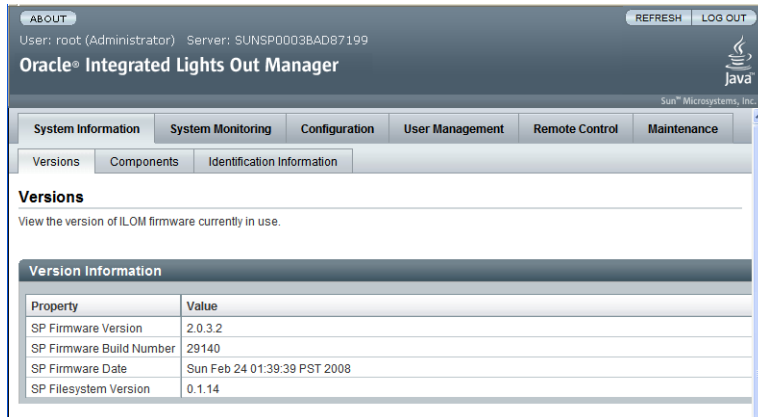 ABOUT REFRESH LOG OUT
User: root (Administrator) Server: SUNSP0003BAD87199
Oracle® Integrated Lights Out Manager
Java™
Sun™ Microsystems, Inc.
System Information System Monitoring Configuration User Management Remote Control Maintenance
Versions Components Identification Information
Versions
View the version of ILOM firmware currently in use.
Version Information
Property Value
SP Firmware Version 2.0.3.2
SP Firmware Build Number 29140
SP Firmware Date Sun Feb 24 01:39:39 PST 2008
SP Filesystem Version 0.1.14